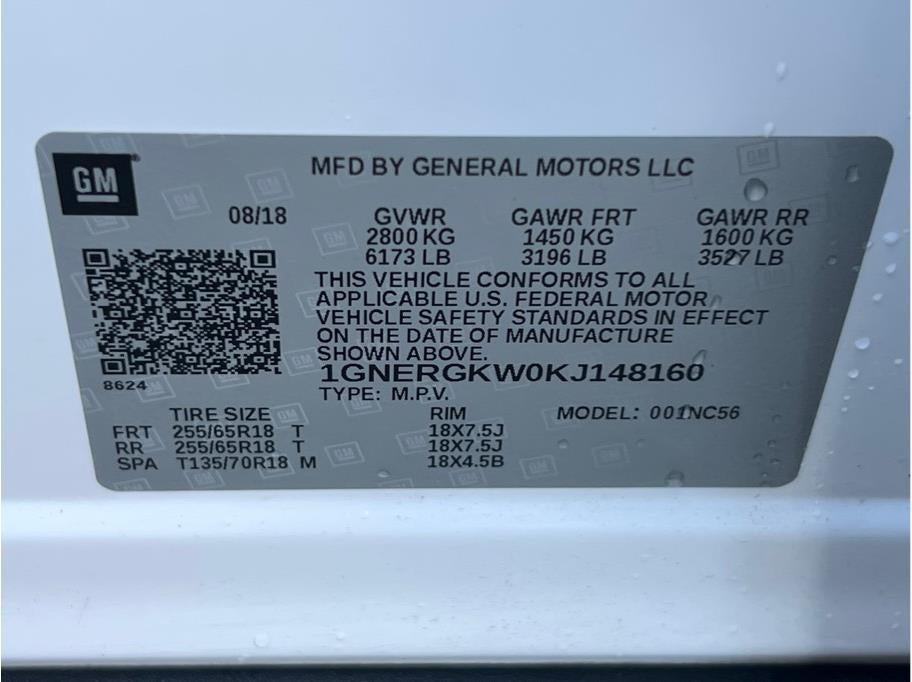 GM
MFD BY GENERAL MOTORS LLC
08/18 GVWR GAWR FRT GAWR RR
2800 KG 1450 KG 1600 KG
6173 LB 3196 LB 3527 LB
THIS VEHICLE CONFORMS TO ALL
APPLICABLE U.S. FEDERAL MOTOR
VEHICLE SAFETY STANDARDS IN EFFECT
ON THE DATE OF MANUFACTURE
SHOWN ABOVE.
1GNERGKW0KJ148160
8624
TYPE: M.P.V.
TIRE SIZE RIM MODEL: 001NC56
FRT 255/65R18 T 18X7.5J
RR 255/65R18 T 18X7.5J
SPA T135/70R18 M 18X4.5B